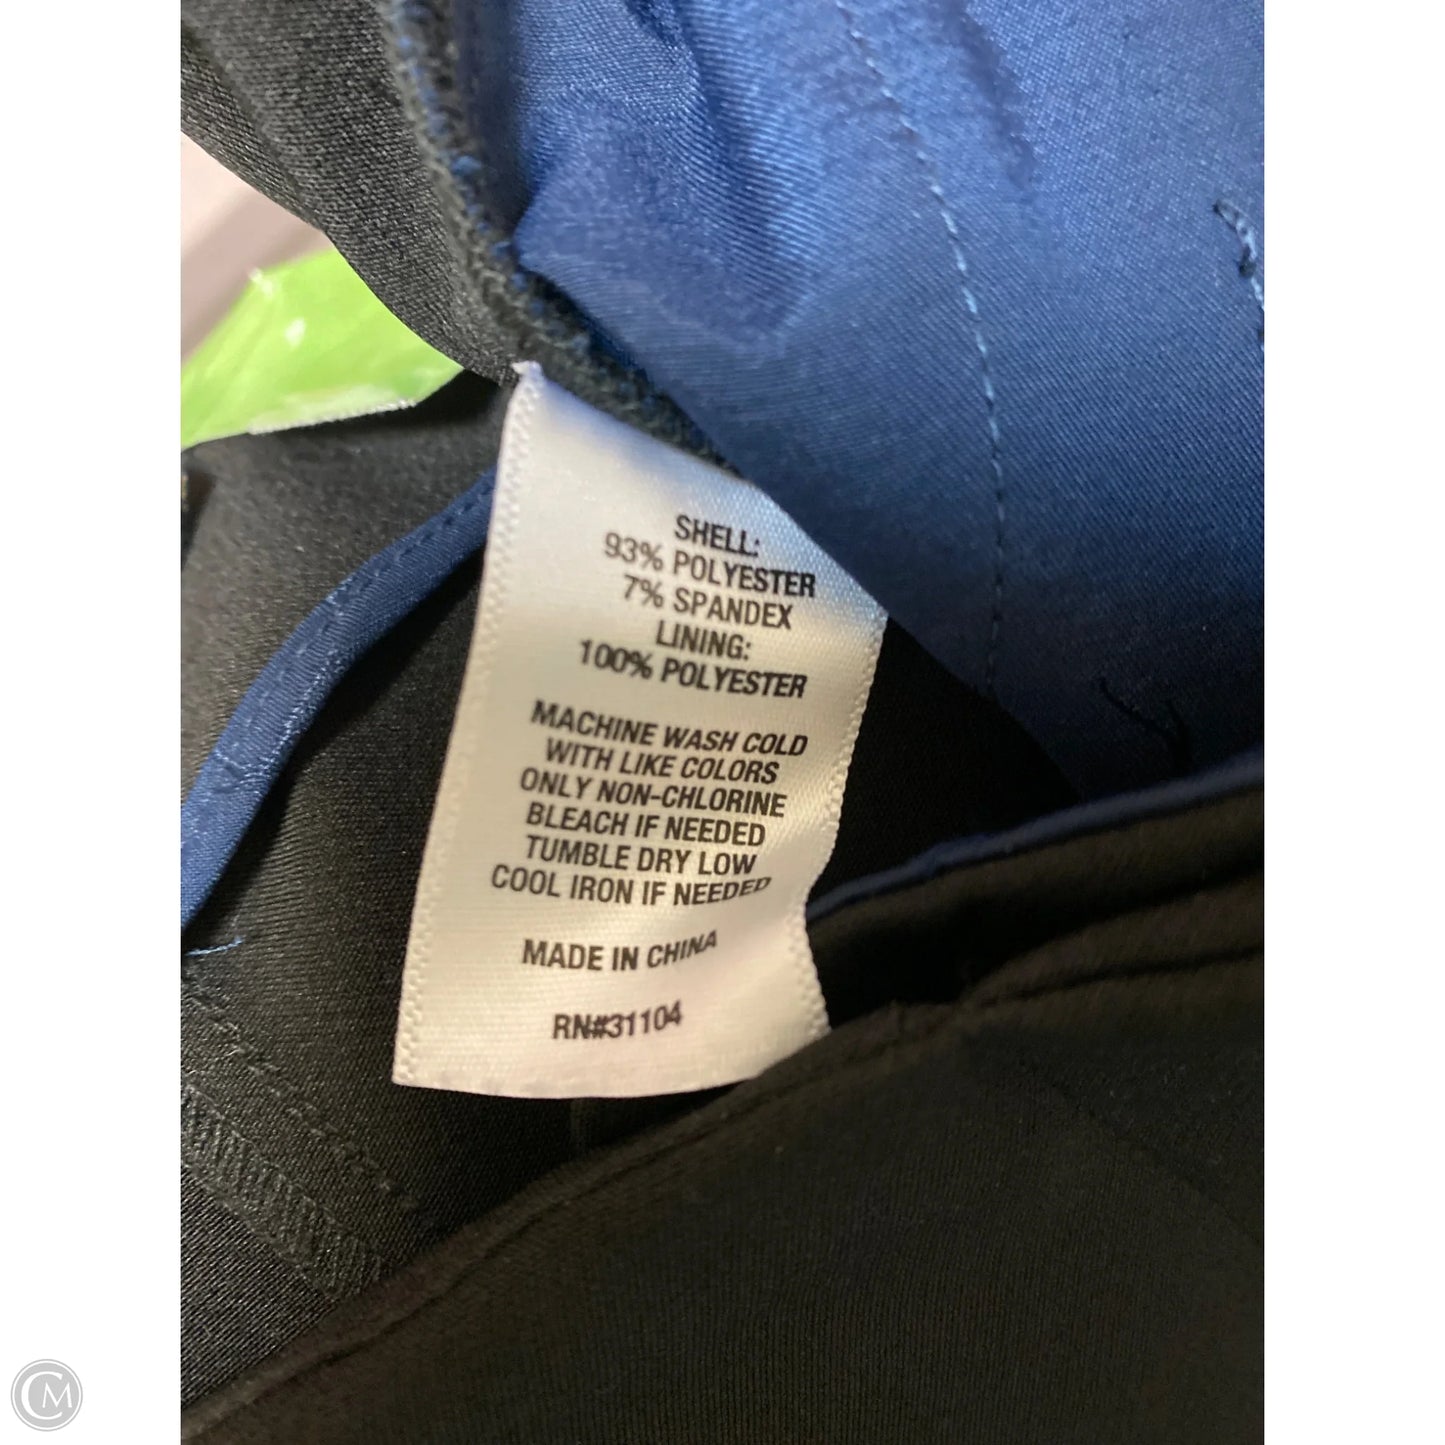 SHELL:
93% POLYESTER
7% SPANDEX
LINING:
100% POLYESTER
MACHINE WASH COLD
WITH LIKE COLORS
ONLY NON-CHLORINE
BLEACH IF NEEDED
TUMBLE DRY LOW
COOL IRON IF NEEDED
MADE IN CHINA
RN#31104
CM